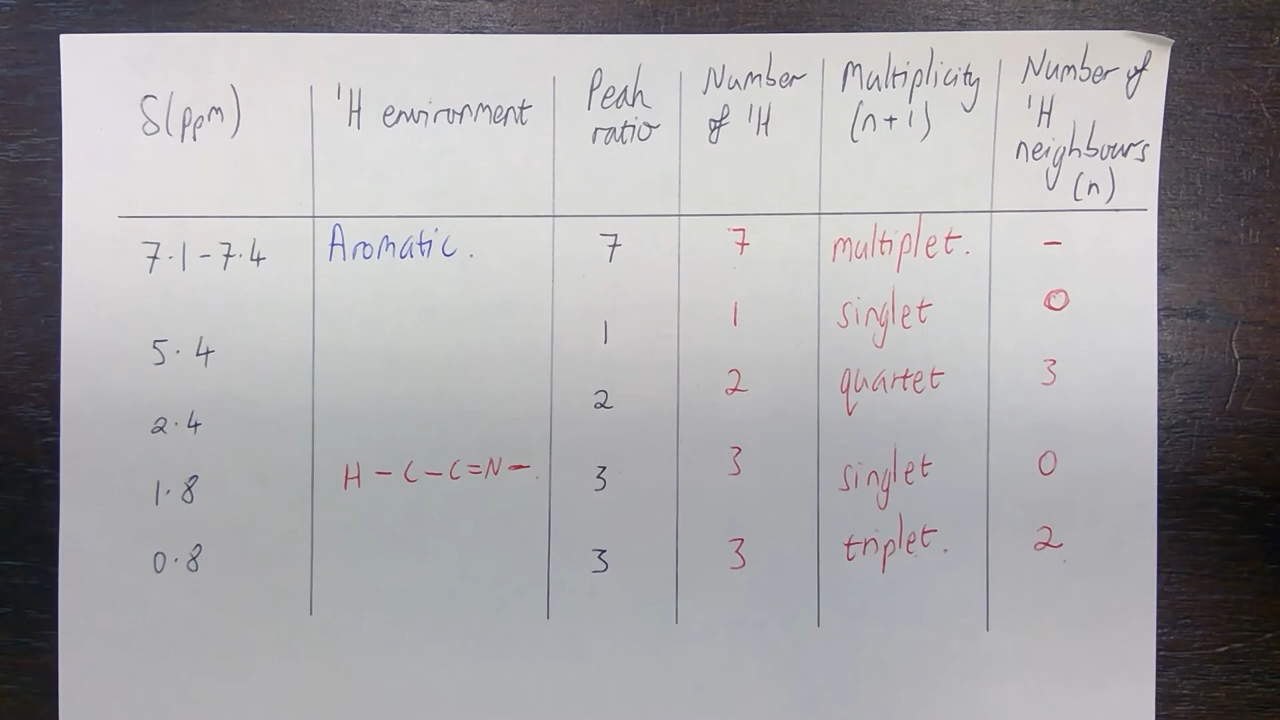 δ(ppm) ¹H environment Peak ratio Number of ¹H Multiplicity (n+1) Number of ¹H neighbours (n)
7.1-7.4 Aromatic. 7 7 multiplet. -
5.4 1 1 singlet 0
2.4 2 2 quartet 3
1.8 H-C-C=N-. 3 3 singlet 0
0.8 3 3 triplet. 2